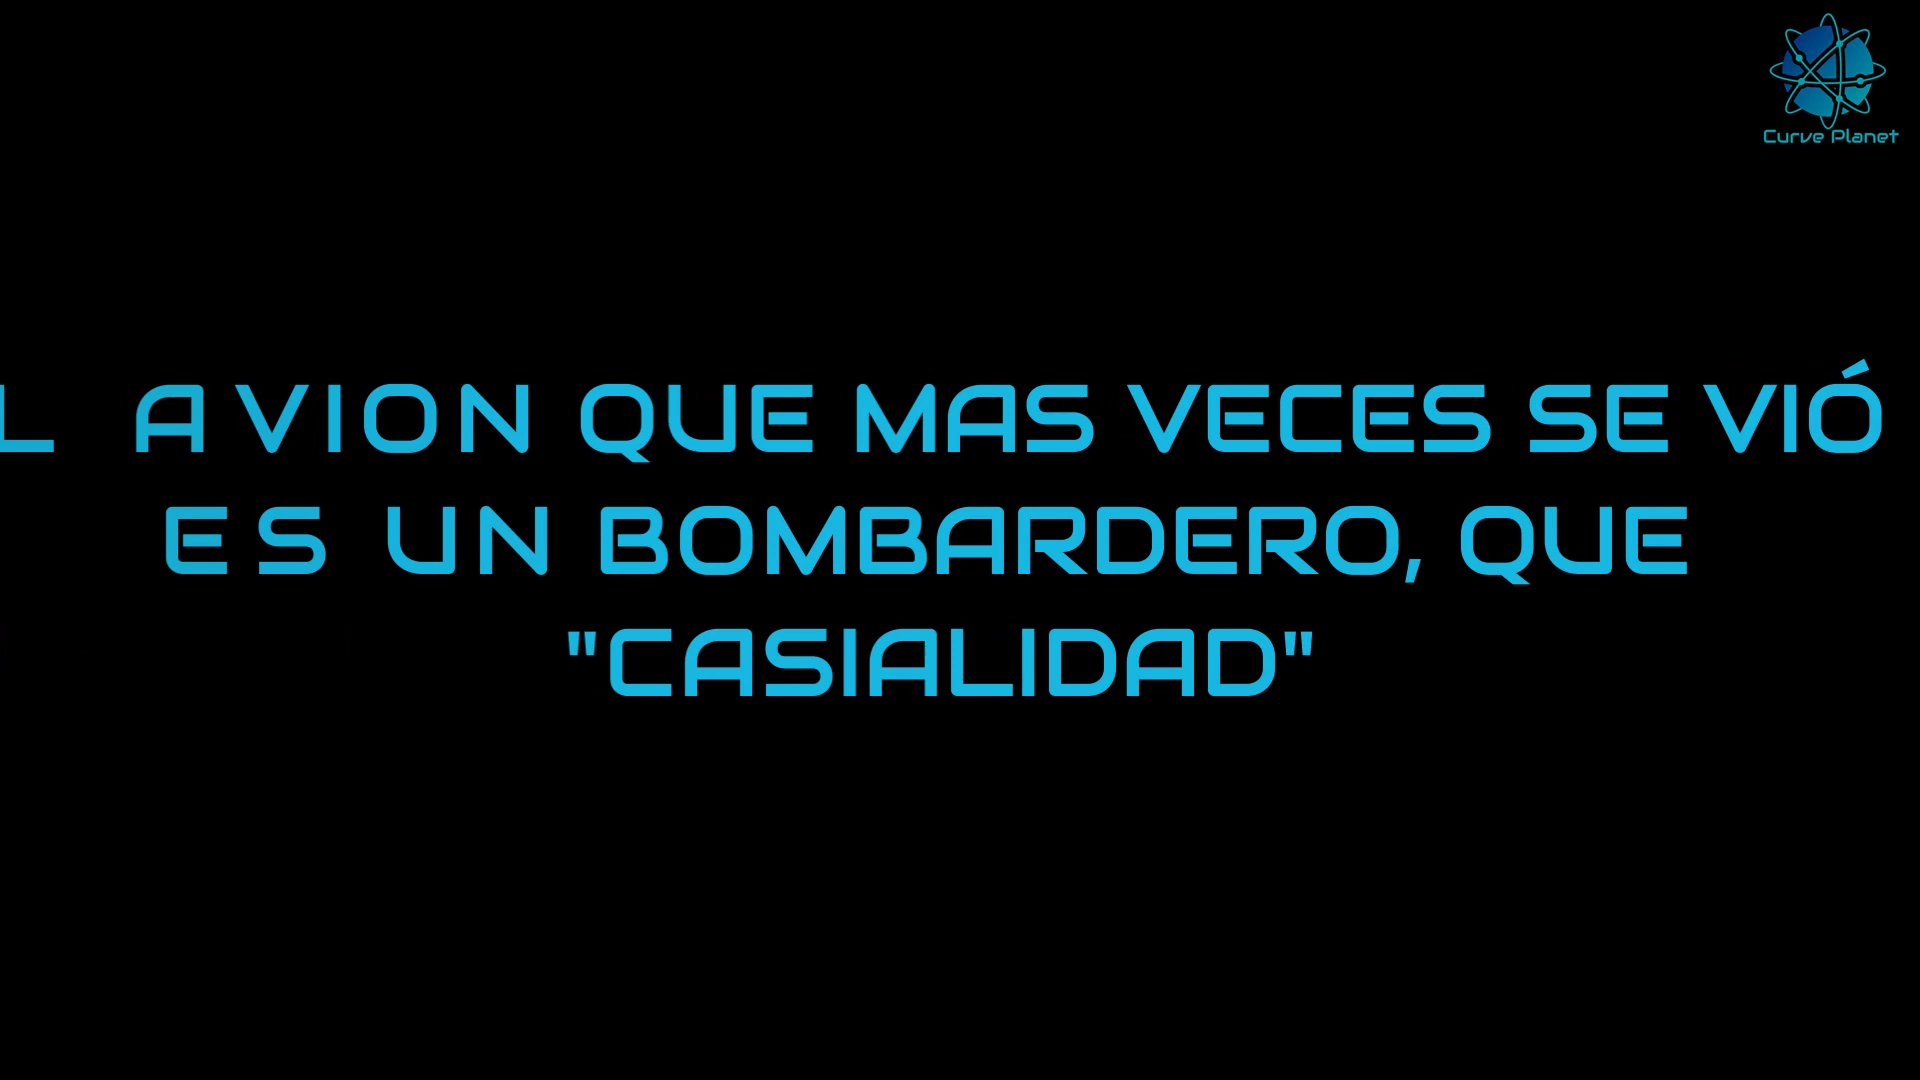 Curve Planet
L AVION QUE MAS VECES SE VIÓ
ES UN BOMBARDERO, QUE
"CASIALIDAD"